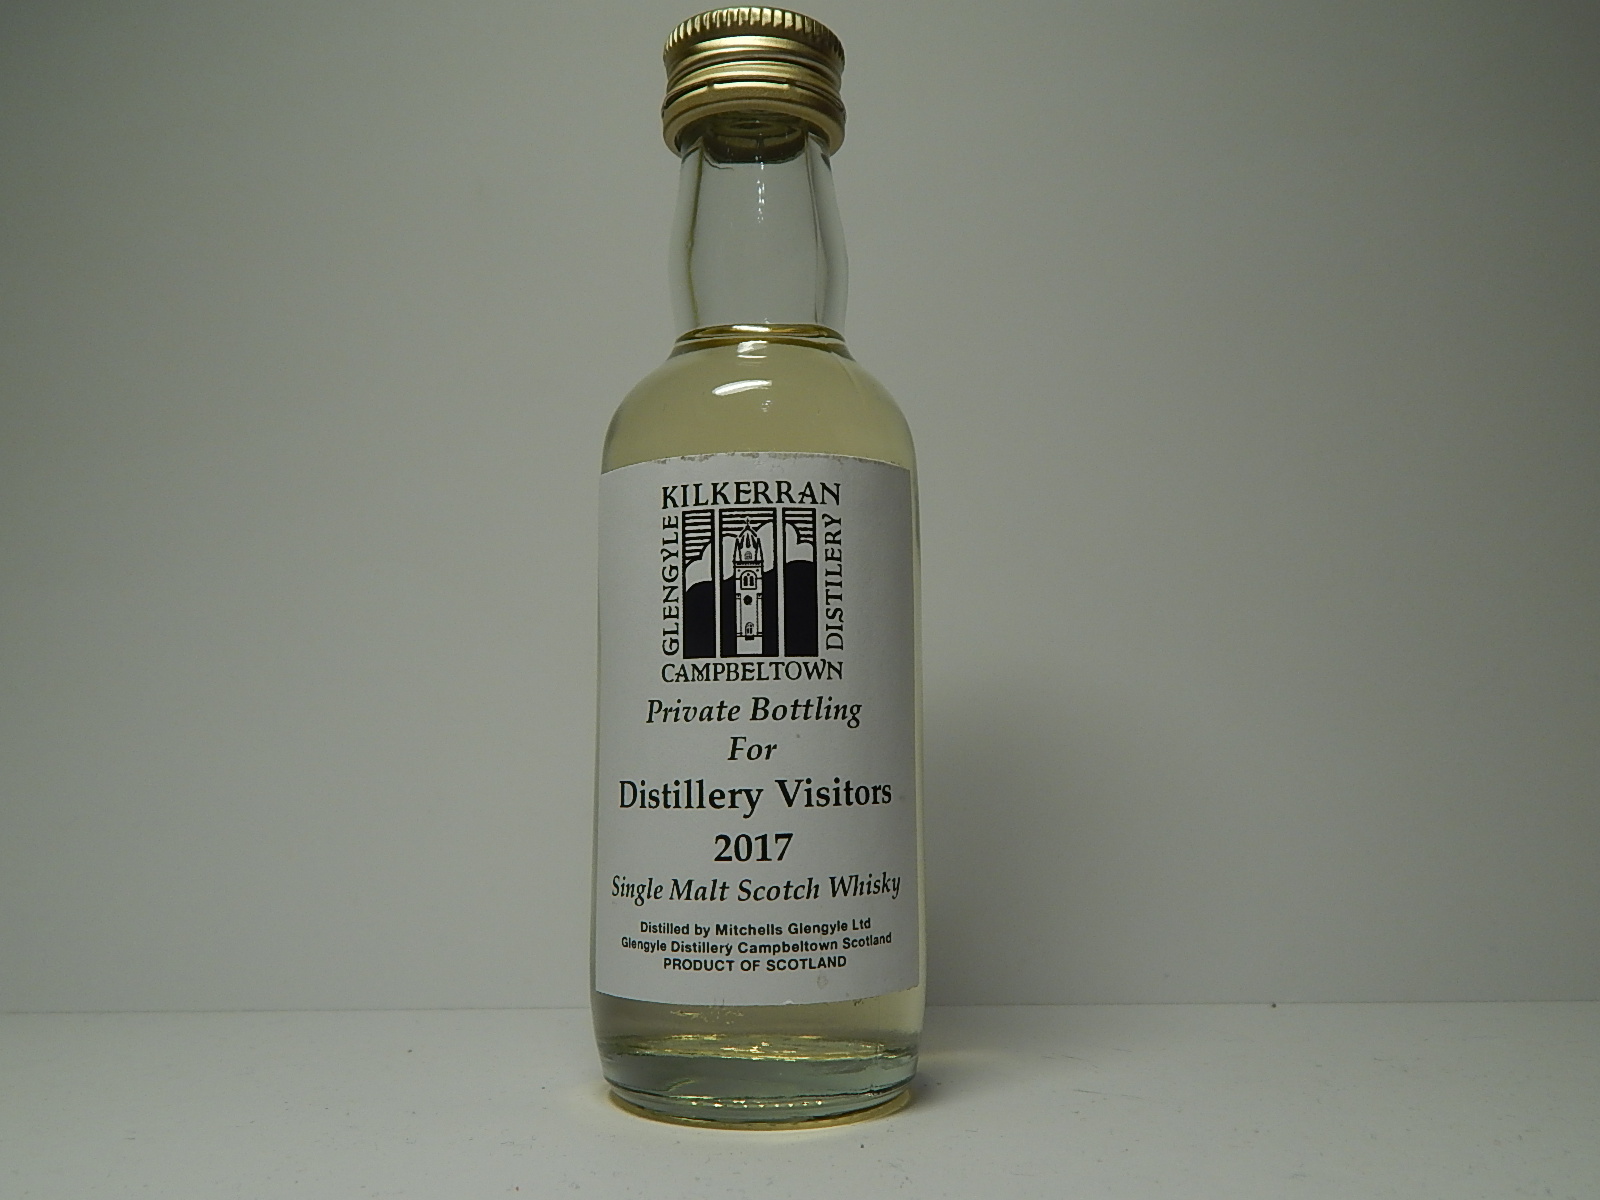 KILKERRAN
GLENGYLE
DISTILLERY
CAMPBELTOWN
Private Bottling
For
Distillery Visitors
2017
Single Malt Scotch Whisky
Distilled by Mitchells Glengyle Ltd
Glengyle Distillery Campbeltown Scotland
PRODUCT OF SCOTLAND